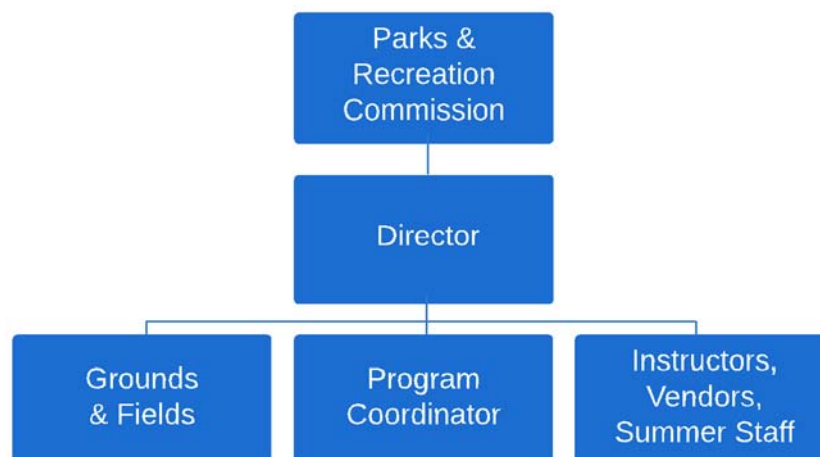 Parks &
Recreation
Commission
Director
Grounds
& Fields
Program
Coordinator
Instructors,
Vendors,
Summer Staff